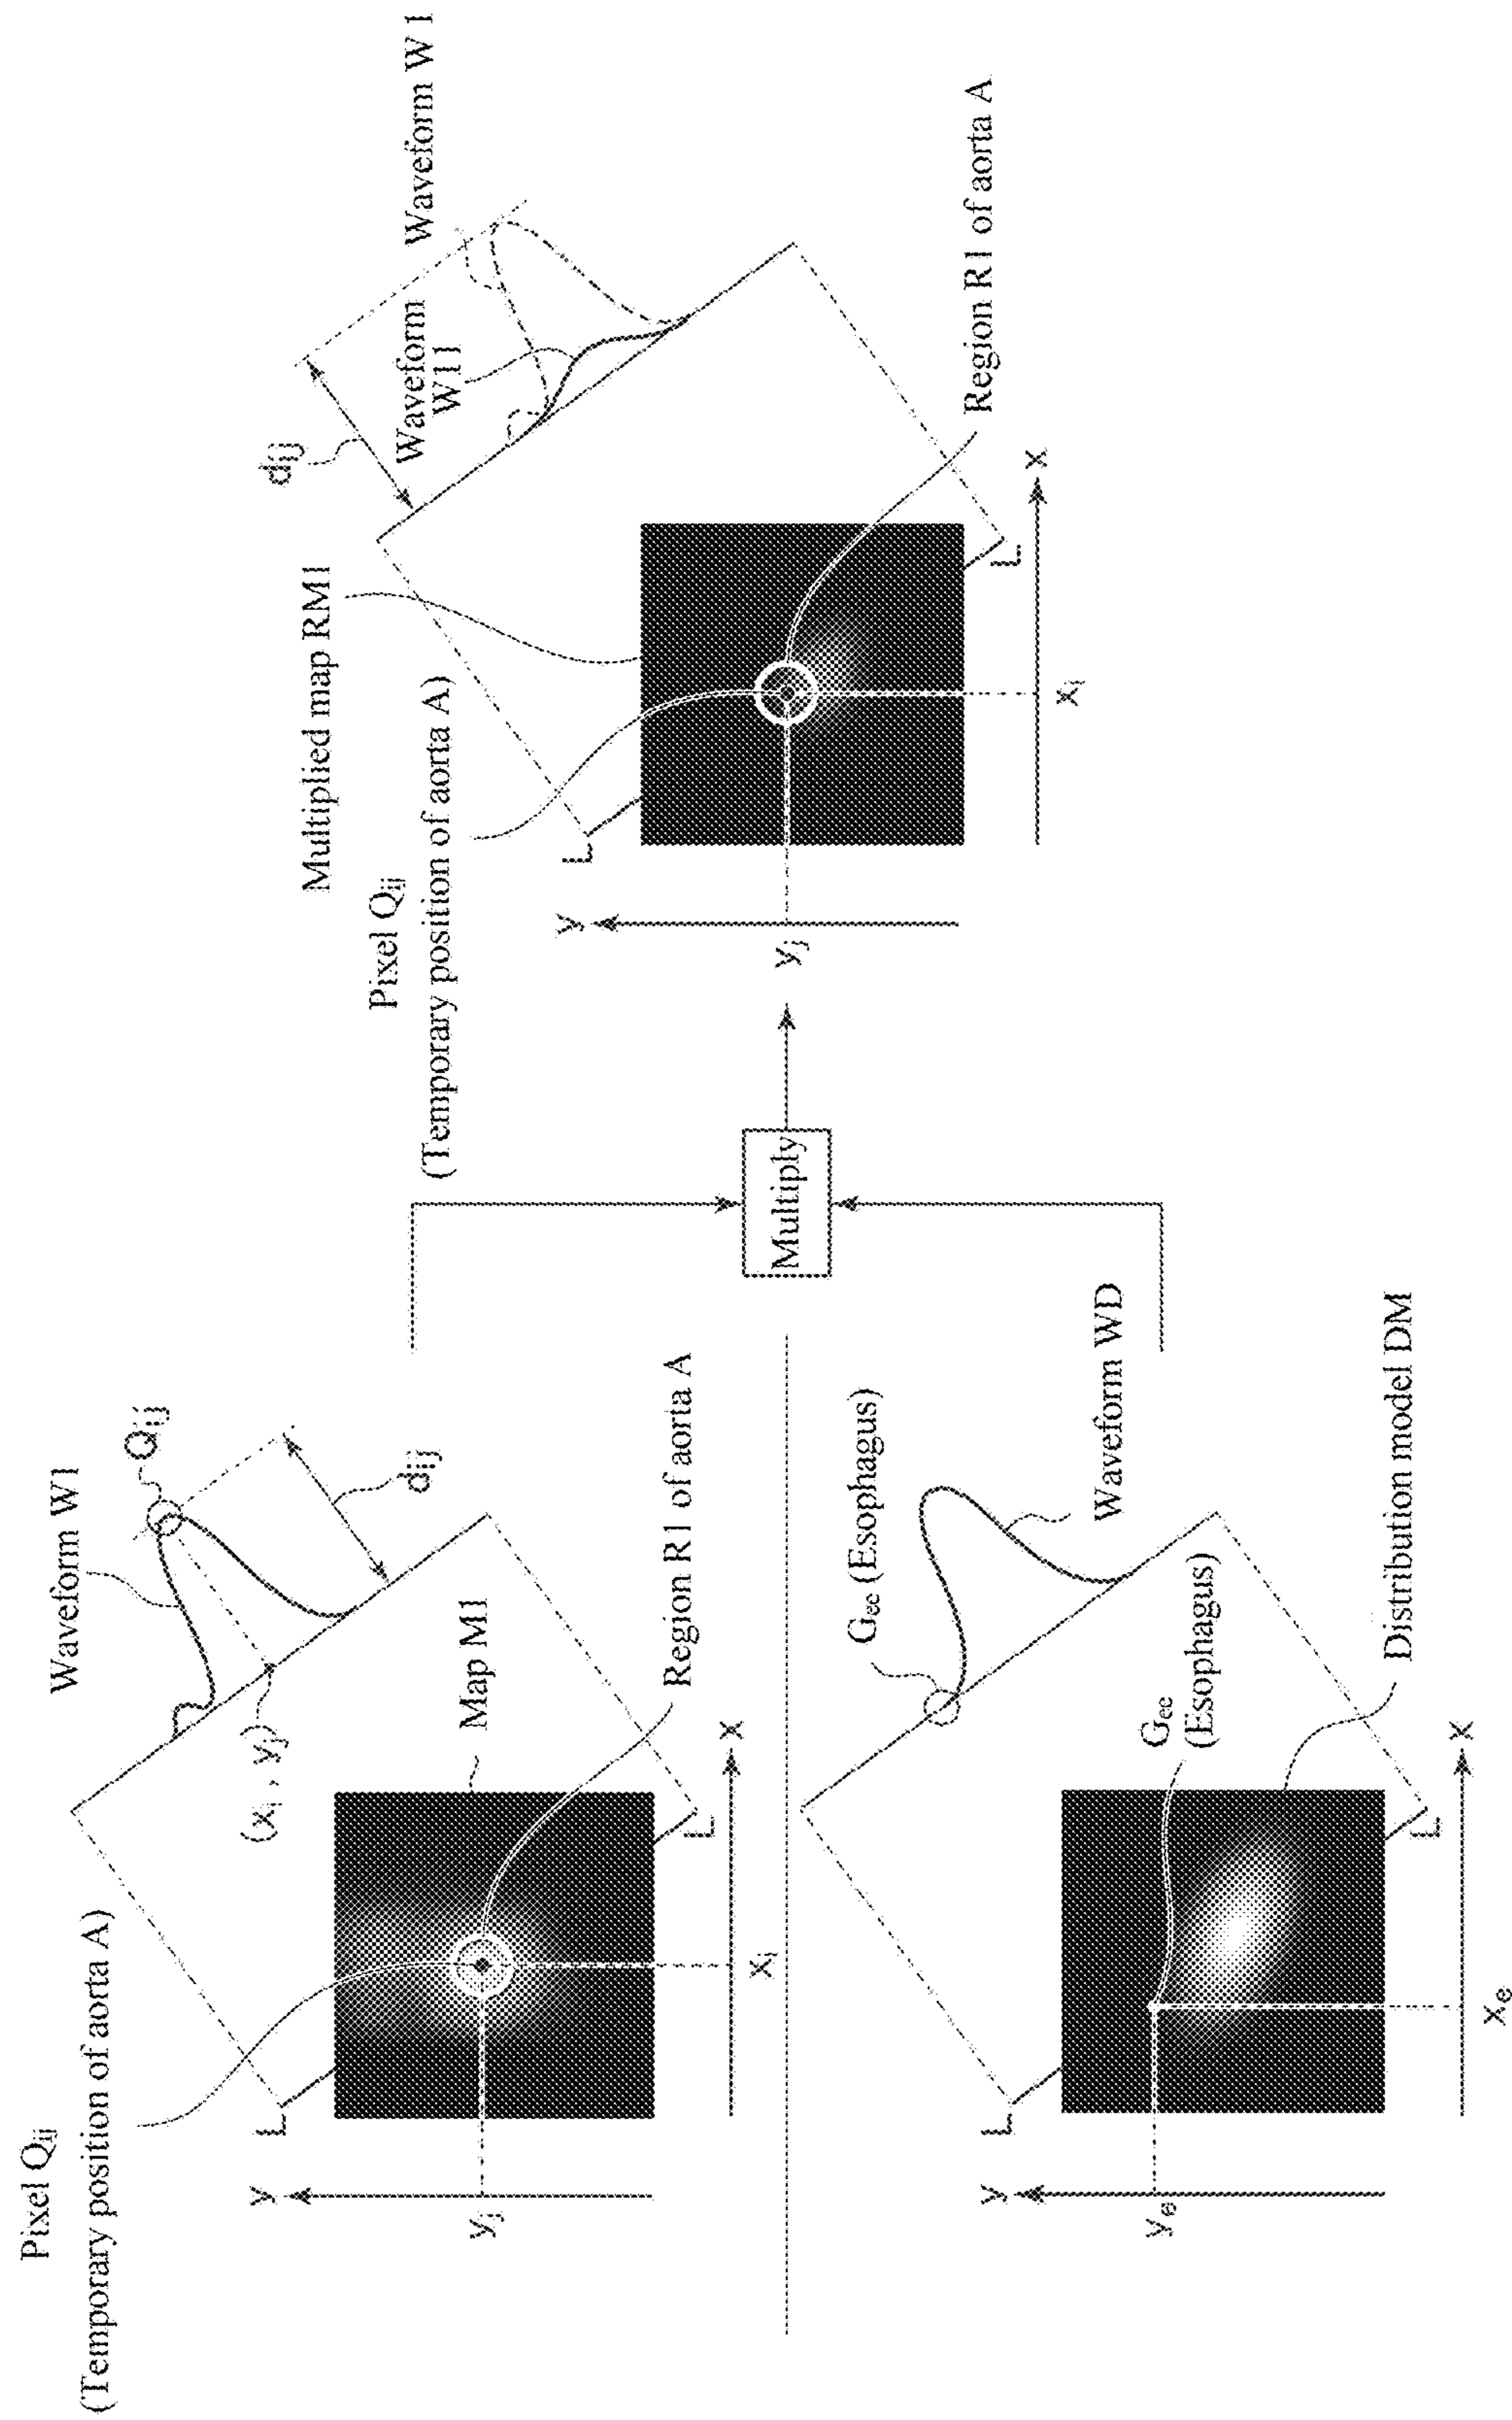 Pixel Qij
(Temporary position of aorta A)
Waveform W1
Qij
(xi , yj)
dij
L
y
yj
Map M1
Region R1 of aorta A
L
x
xi
Gee (Esophagus)
Waveform WD
L
y
ye
Gee
(Esophagus)
Distribution model DM
L
x
xe
Multiply
Multiplied map RM1
Pixel Qij
(Temporary position of aorta A)
dij
Waveform
W11
Waveform W1
L
y
yj
Region R1 of aorta A
L
x
xi